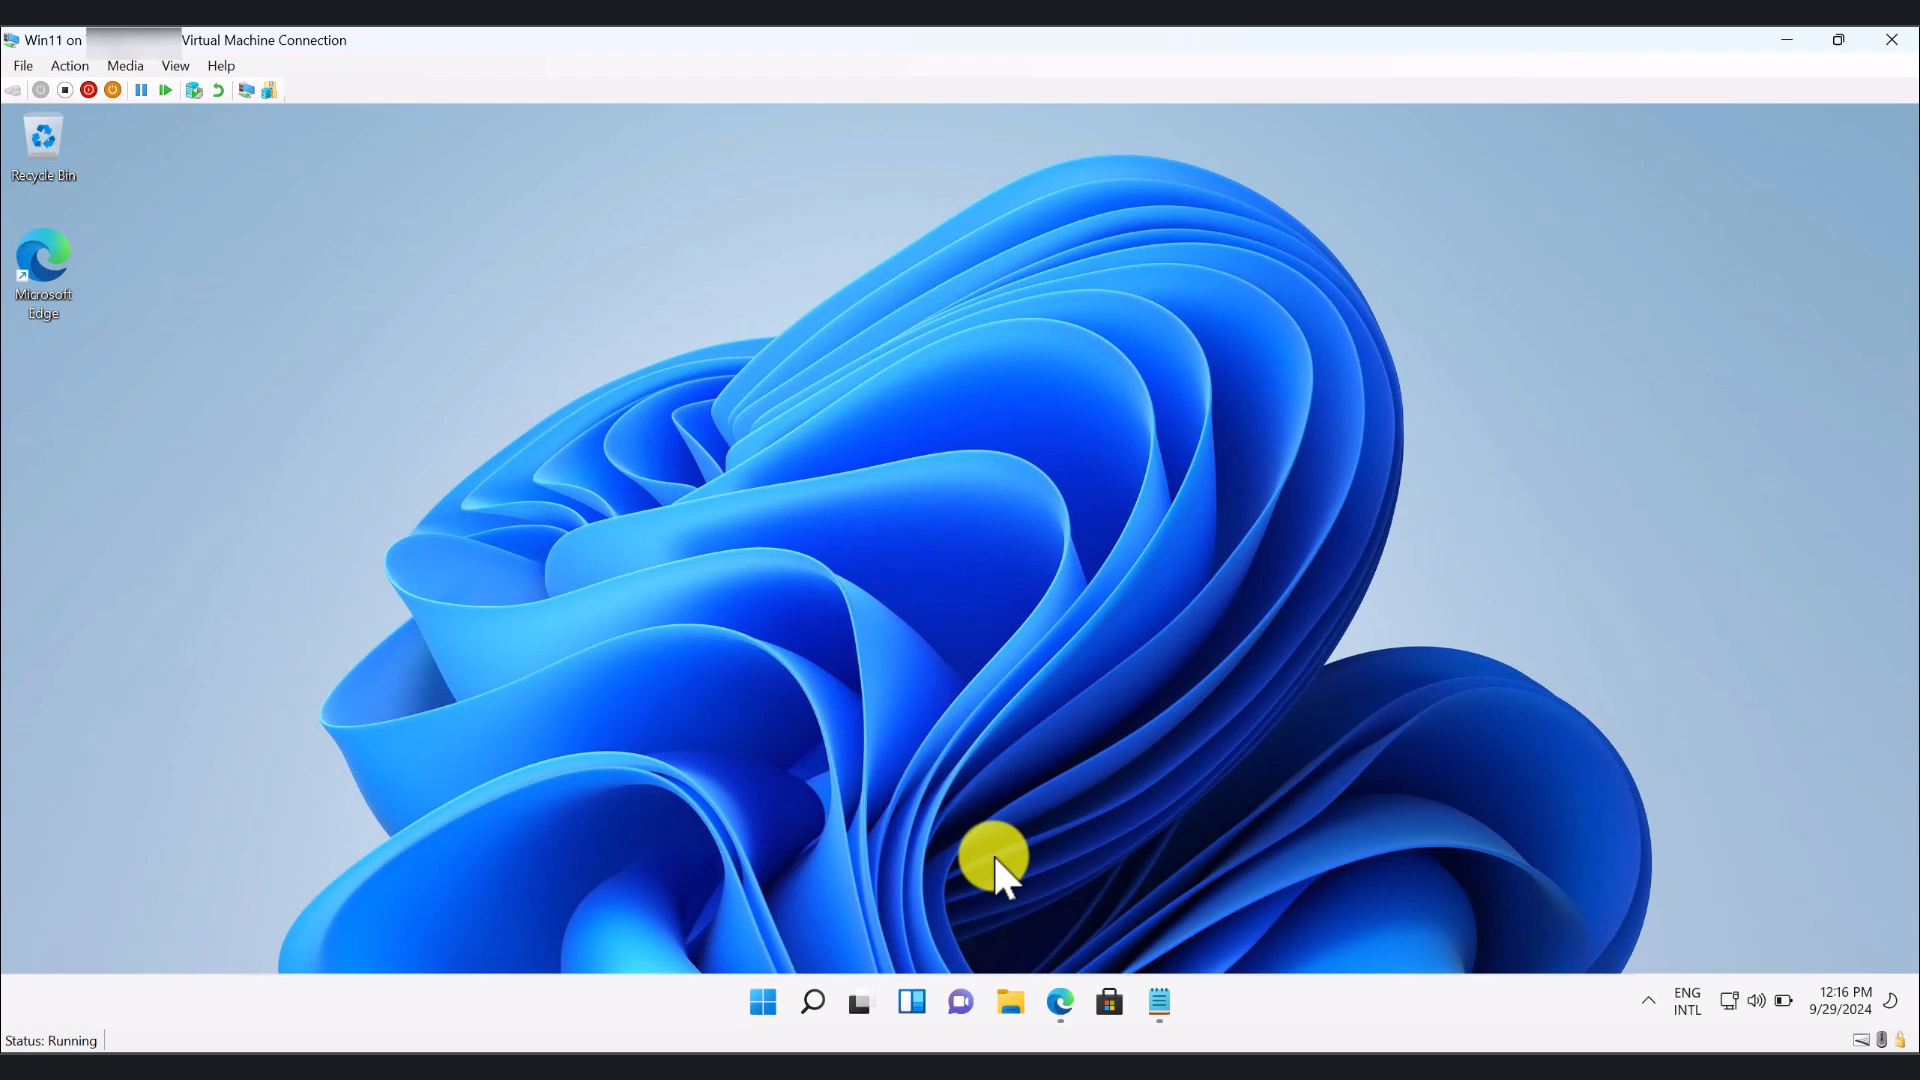 Win11 on
Virtual Machine Connection
File Action Media View Help
Recycle Bin
Microsoft
Edge
ENG
INTL
12:16 PM
9/29/2024
Status: Running